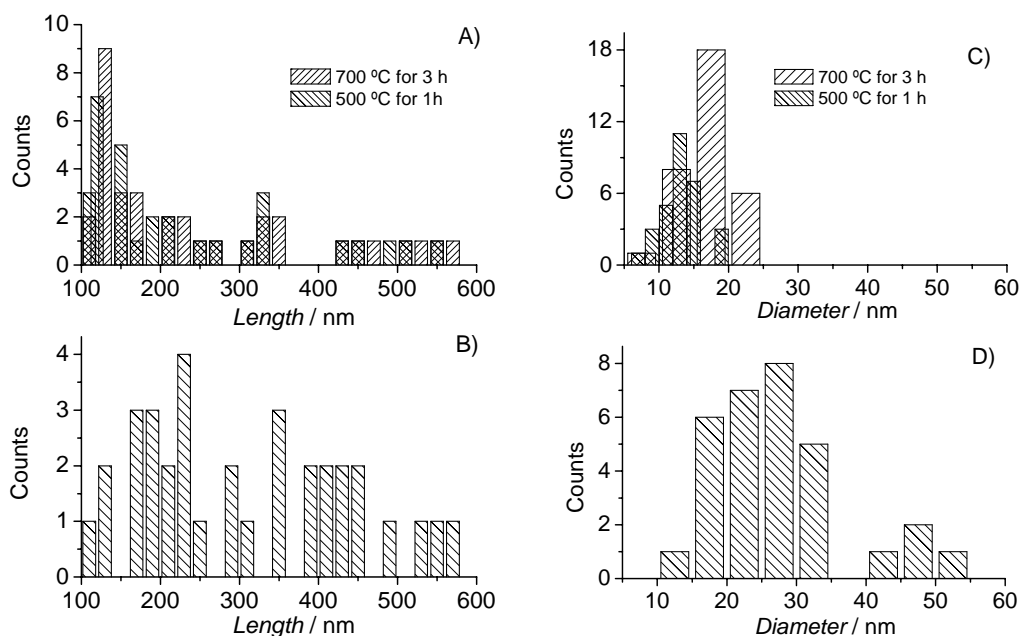 A)
10
8
6
4
2
0
Counts
700 ºC for 3 h
500 ºC for 1h
100 200 300 400 500 600
Length / nm
C)
18
12
6
0
Counts
700 ºC for 3 h
500 ºC for 1 h
10 20 30 40 50 60
Diameter / nm
B)
4
3
2
1
0
Counts
100 200 300 400 500 600
Length / nm
D)
8
6
4
2
0
Counts
10 20 30 40 50 60
Diameter / nm